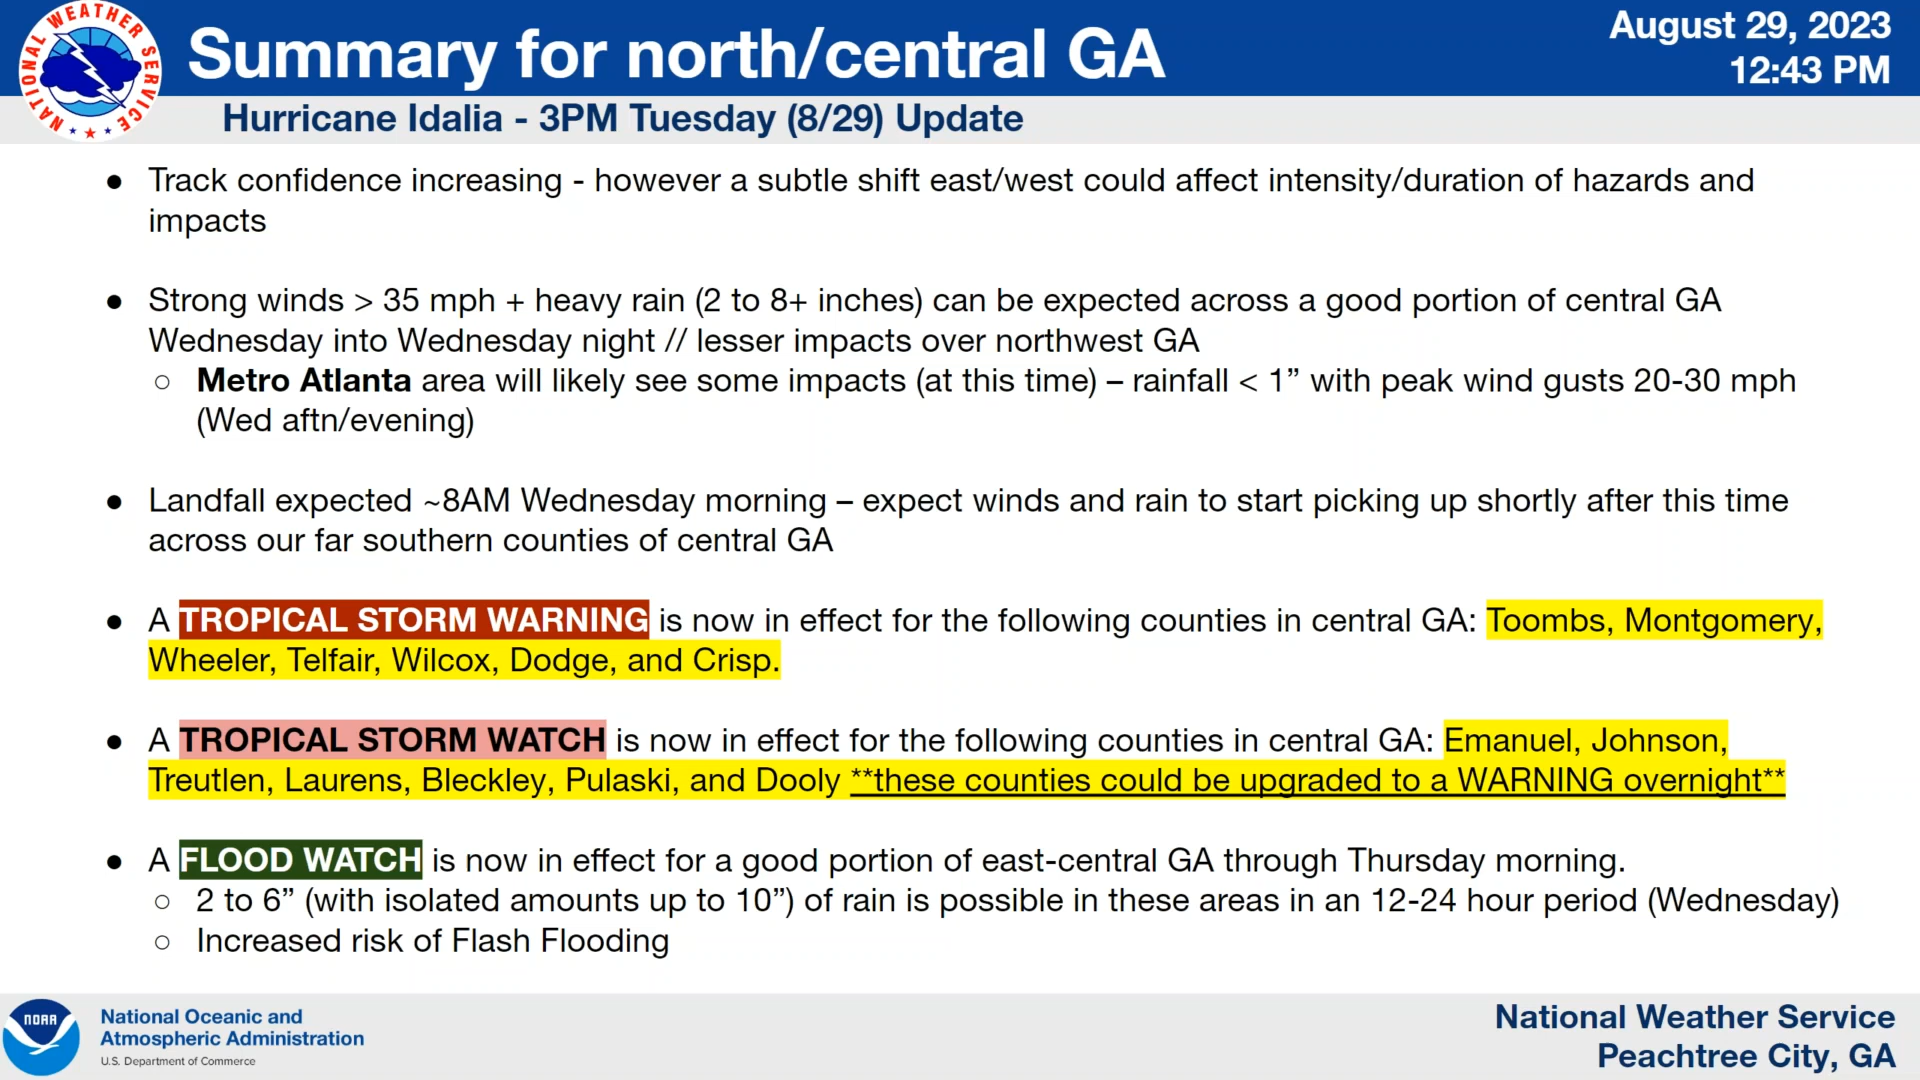 NATIONAL WEATHER SERVICE
Summary for north/central GA
August 29, 2023
12:43 PM
Hurricane Idalia - 3PM Tuesday (8/29) Update
● Track confidence increasing - however a subtle shift east/west could affect intensity/duration of hazards and
impacts
● Strong winds > 35 mph + heavy rain (2 to 8+ inches) can be expected across a good portion of central GA
Wednesday into Wednesday night // lesser impacts over northwest GA
○ Metro Atlanta area will likely see some impacts (at this time) – rainfall < 1” with peak wind gusts 20-30 mph
(Wed aftn/evening)
● Landfall expected ~8AM Wednesday morning – expect winds and rain to start picking up shortly after this time
across our far southern counties of central GA
● A TROPICAL STORM WARNING is now in effect for the following counties in central GA: Toombs, Montgomery,
Wheeler, Telfair, Wilcox, Dodge, and Crisp.
● A TROPICAL STORM WATCH is now in effect for the following counties in central GA: Emanuel, Johnson,
Treutlen, Laurens, Bleckley, Pulaski, and Dooly **these counties could be upgraded to a WARNING overnight**
● A FLOOD WATCH is now in effect for a good portion of east-central GA through Thursday morning.
○ 2 to 6” (with isolated amounts up to 10”) of rain is possible in these areas in an 12-24 hour period (Wednesday)
○ Increased risk of Flash Flooding
NOAA
National Oceanic and
Atmospheric Administration
U.S. Department of Commerce
National Weather Service
Peachtree City, GA